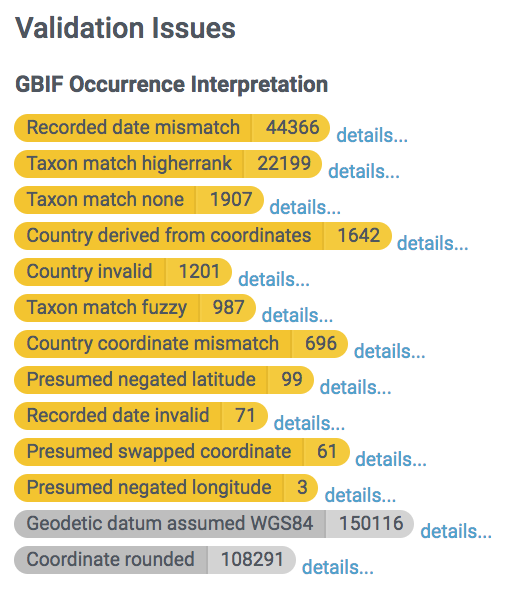 Validation Issues
GBIF Occurrence Interpretation
Recorded date mismatch 44366 details...
Taxon match higherrank 22199 details...
Taxon match none 1907 details...
Country derived from coordinates 1642 details...
Country invalid 1201 details...
Taxon match fuzzy 987 details...
Country coordinate mismatch 696 details...
Presumed negated latitude 99 details...
Recorded date invalid 71 details...
Presumed swapped coordinate 61 details...
Presumed negated longitude 3 details...
Geodetic datum assumed WGS84 150116 details...
Coordinate rounded 108291 details...